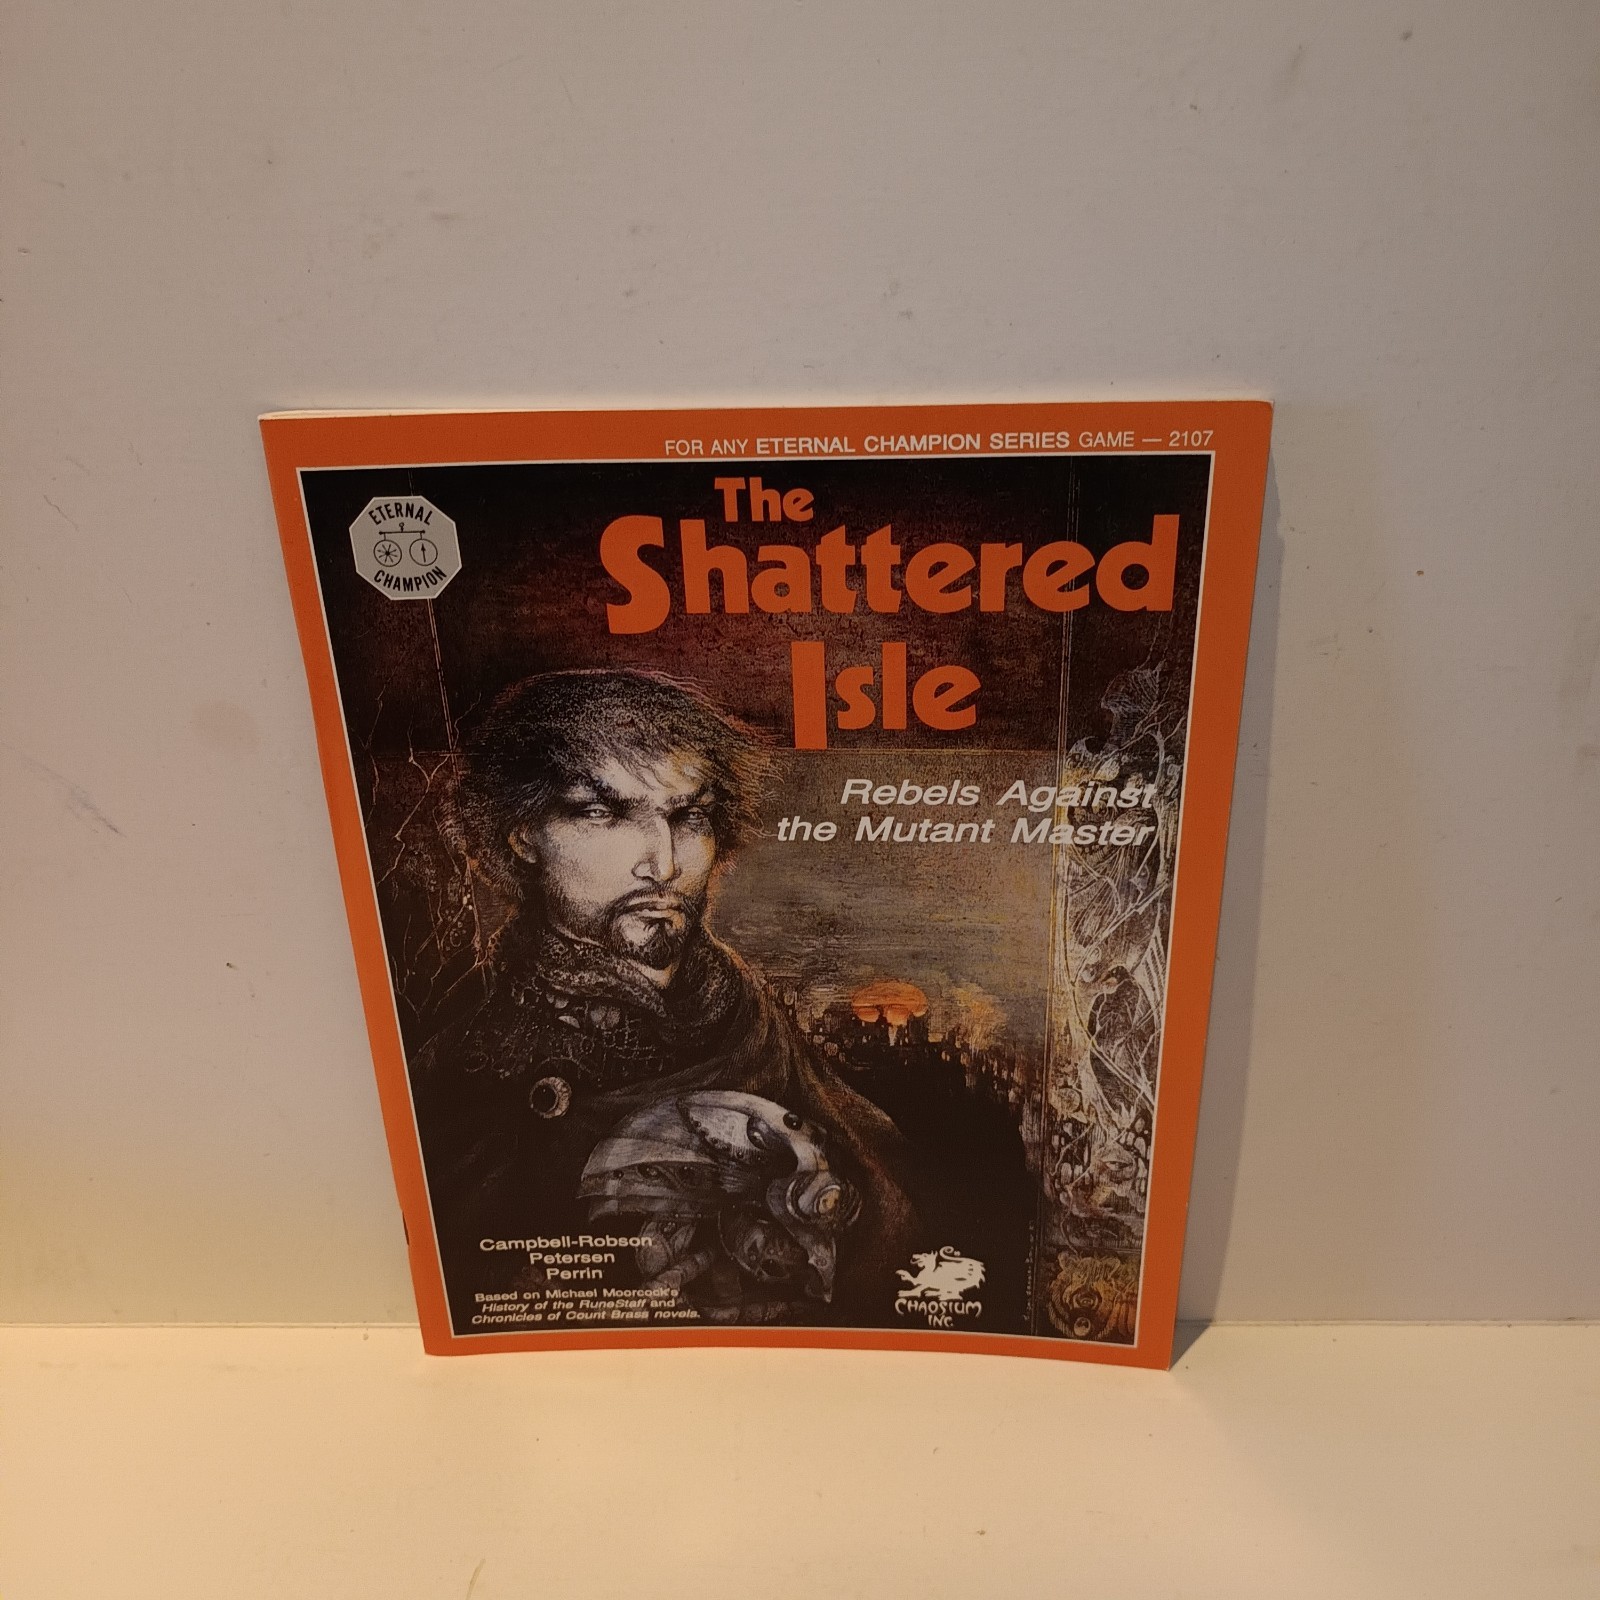 FOR ANY ETERNAL CHAMPION SERIES GAME — 2107
ETERNAL
CHAMPION
The
Shattered
Isle
Rebels Against
the Mutant Master
Campbell-Robson
Petersen
Perrin
Based on Michael Moorcock's
History of the RuneStaff and
Chronicles of Count Brass novels.
CHAOSIUM
INC.